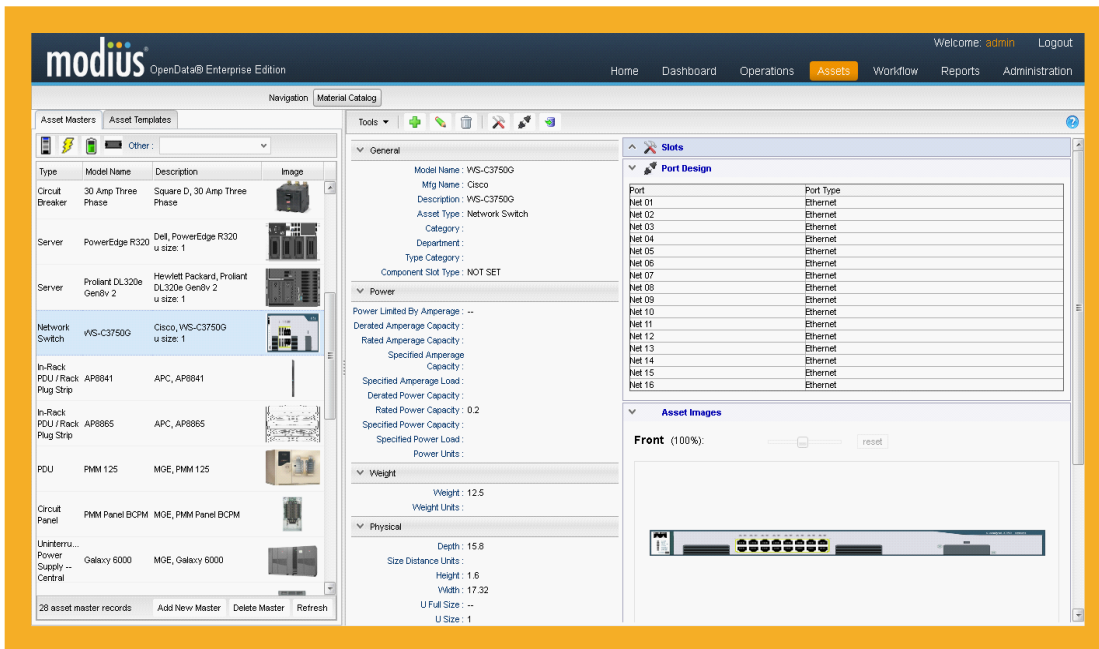 Welcome: admin Logout
modius® OpenData® Enterprise Edition
Home Dashboard Operations Assets Workflow Reports Administration
Navigation Material Catalog
Asset Masters Asset Templates
Other :
Type Model Name Description Image
Circuit Breaker 30 Amp Three Phase Square D, 30 Amp Three Phase
Server PowerEdge R320 Dell, PowerEdge R320 u size: 1
Server Proliant DL320e Gen8v 2 Hewlett Packard, Proliant DL320e Gen8v 2 u size: 1
Network Switch WS-C3750G Cisco, WS-C3750G u size: 1
In-Rack PDU / Rack Plug Strip AP8841 APC, AP8841
In-Rack PDU / Rack Plug Strip AP8865 APC, AP8865
PDU PMM 125 MGE, PMM 125
Circuit Panel PMM Panel BCPM MGE, PMM Panel BCPM
Uninterru... Power Supply -- Central Galaxy 6000 MGE, Galaxy 6000
28 asset master records Add New Master Delete Master Refresh
Tools
General
Model Name : WS-C3750G
Mfg Name : Cisco
Description : WS-C3750G
Asset Type : Network Switch
Category :
Department :
Type Category :
Component Slot Type : NOT SET
Power
Power Limited By Amperage : --
Derated Amperage Capacity :
Rated Amperage Capacity :
Specified Amperage
Capacity :
Specified Amperage Load :
Derated Power Capacity :
Rated Power Capacity : 0.2
Specified Power Capacity :
Specified Power Load :
Power Units :
Weight
Weight : 12.5
Weight Units :
Physical
Depth : 15.8
Size Distance Units :
Height : 1.6
Width : 17.32
U Full Size : --
U Size : 1
Slots
Port Design
Port Port Type
Net 01 Ethernet
Net 02 Ethernet
Net 03 Ethernet
Net 04 Ethernet
Net 05 Ethernet
Net 06 Ethernet
Net 07 Ethernet
Net 08 Ethernet
Net 09 Ethernet
Net 10 Ethernet
Net 11 Ethernet
Net 12 Ethernet
Net 13 Ethernet
Net 14 Ethernet
Net 15 Ethernet
Net 16 Ethernet
Asset Images
Front (100%): reset